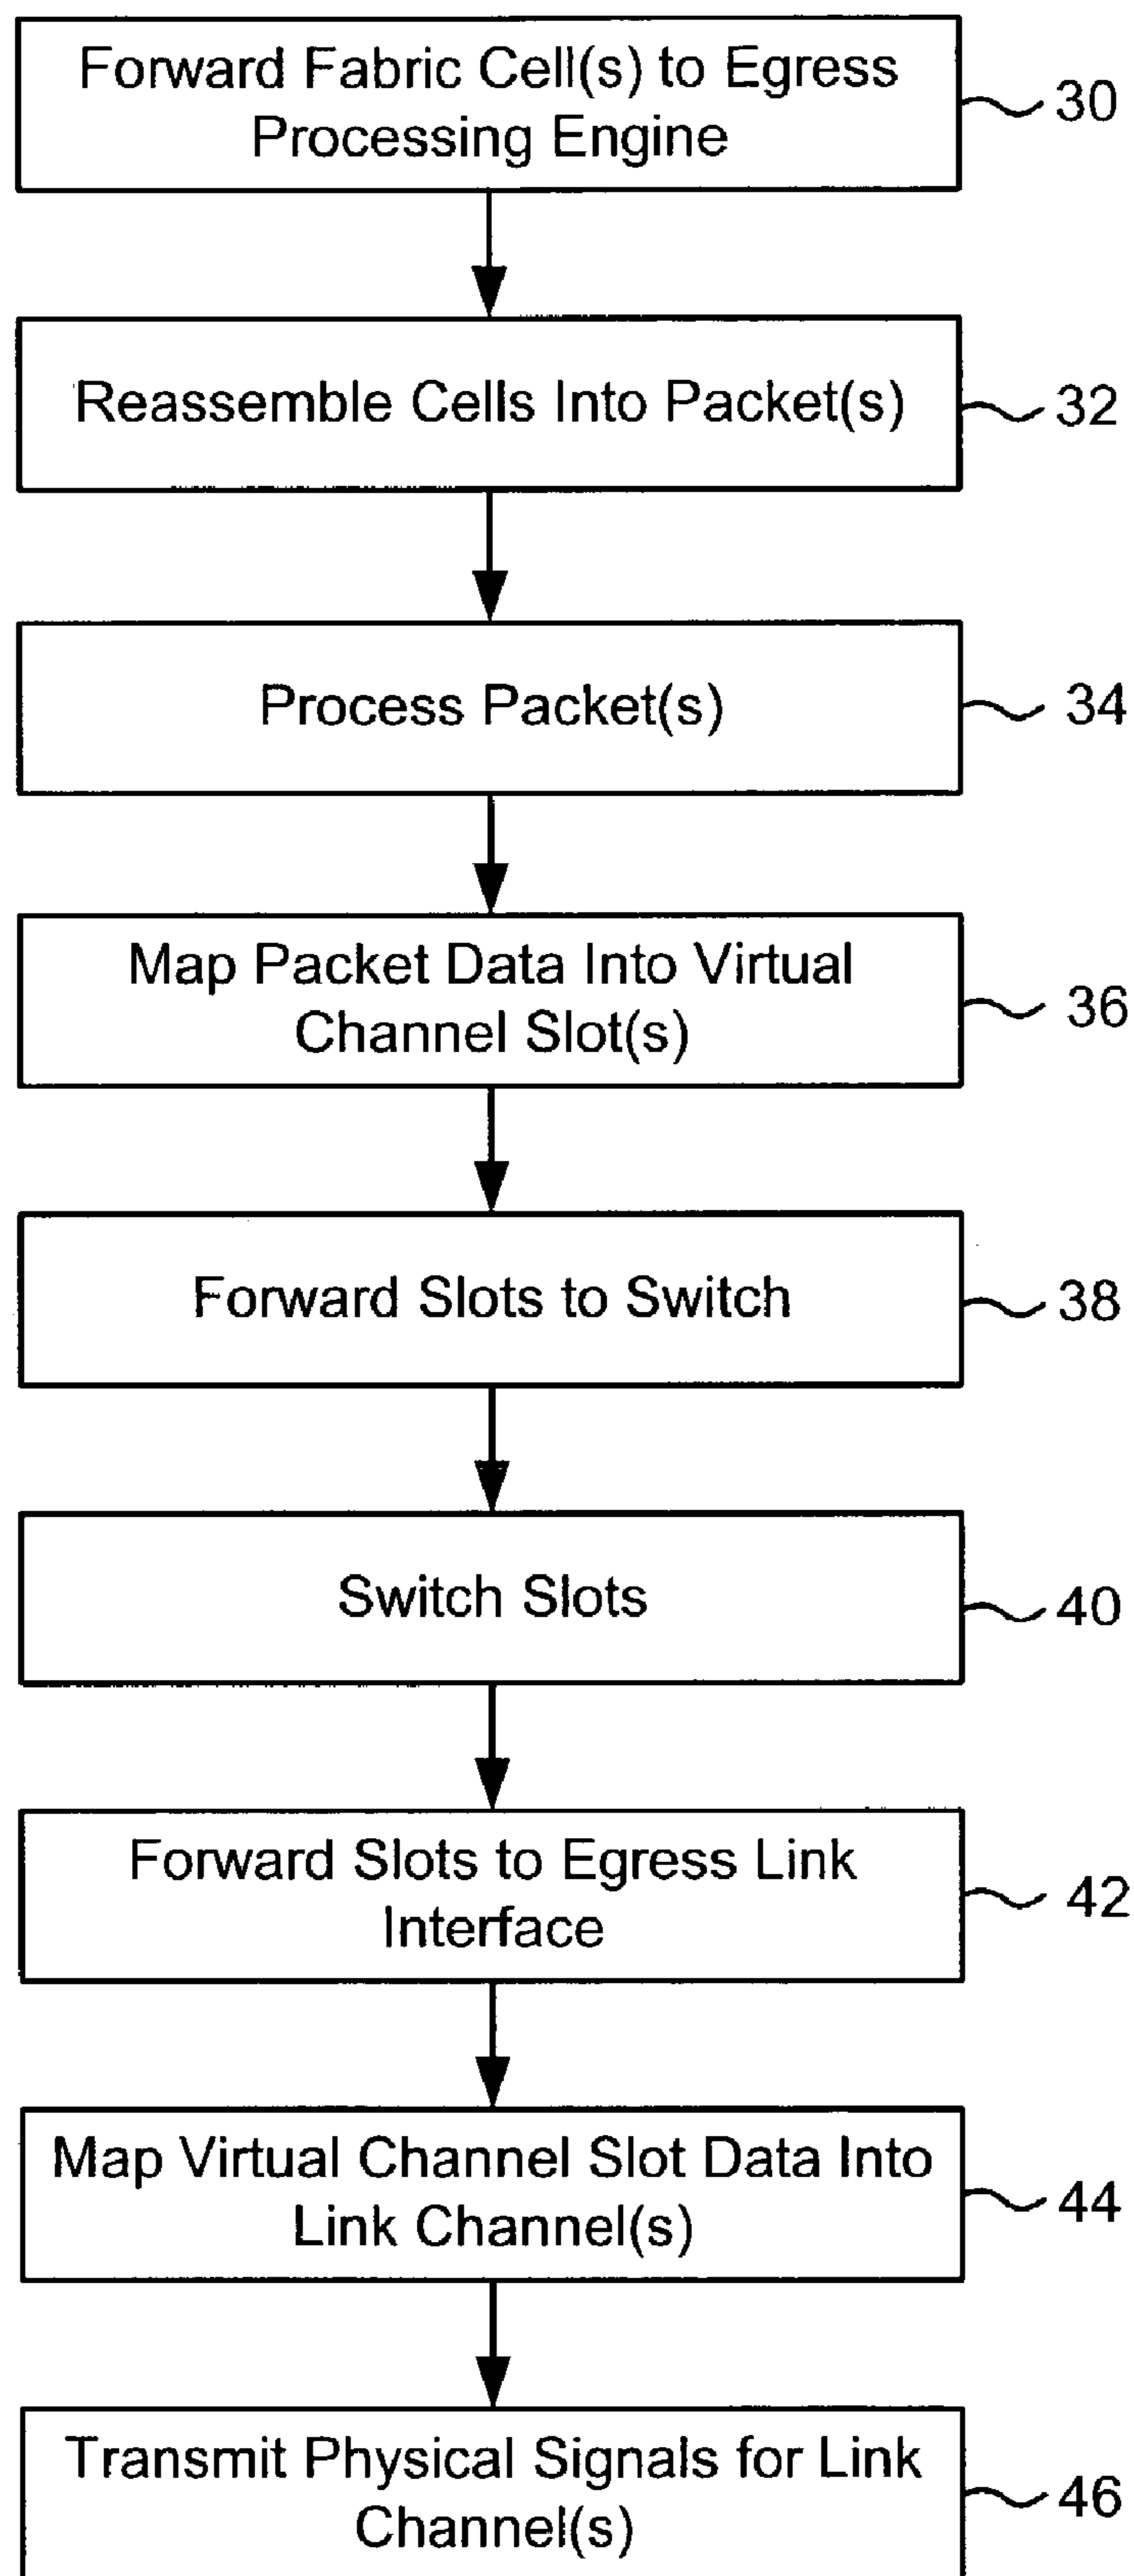 Forward Fabric Cell(s) to Egress
Processing Engine
30
Reassemble Cells Into Packet(s)
32
Process Packet(s)
34
Map Packet Data Into Virtual
Channel Slot(s)
36
Forward Slots to Switch
38
Switch Slots
40
Forward Slots to Egress Link
Interface
42
Map Virtual Channel Slot Data Into
Link Channel(s)
44
Transmit Physical Signals for Link
Channel(s)
46